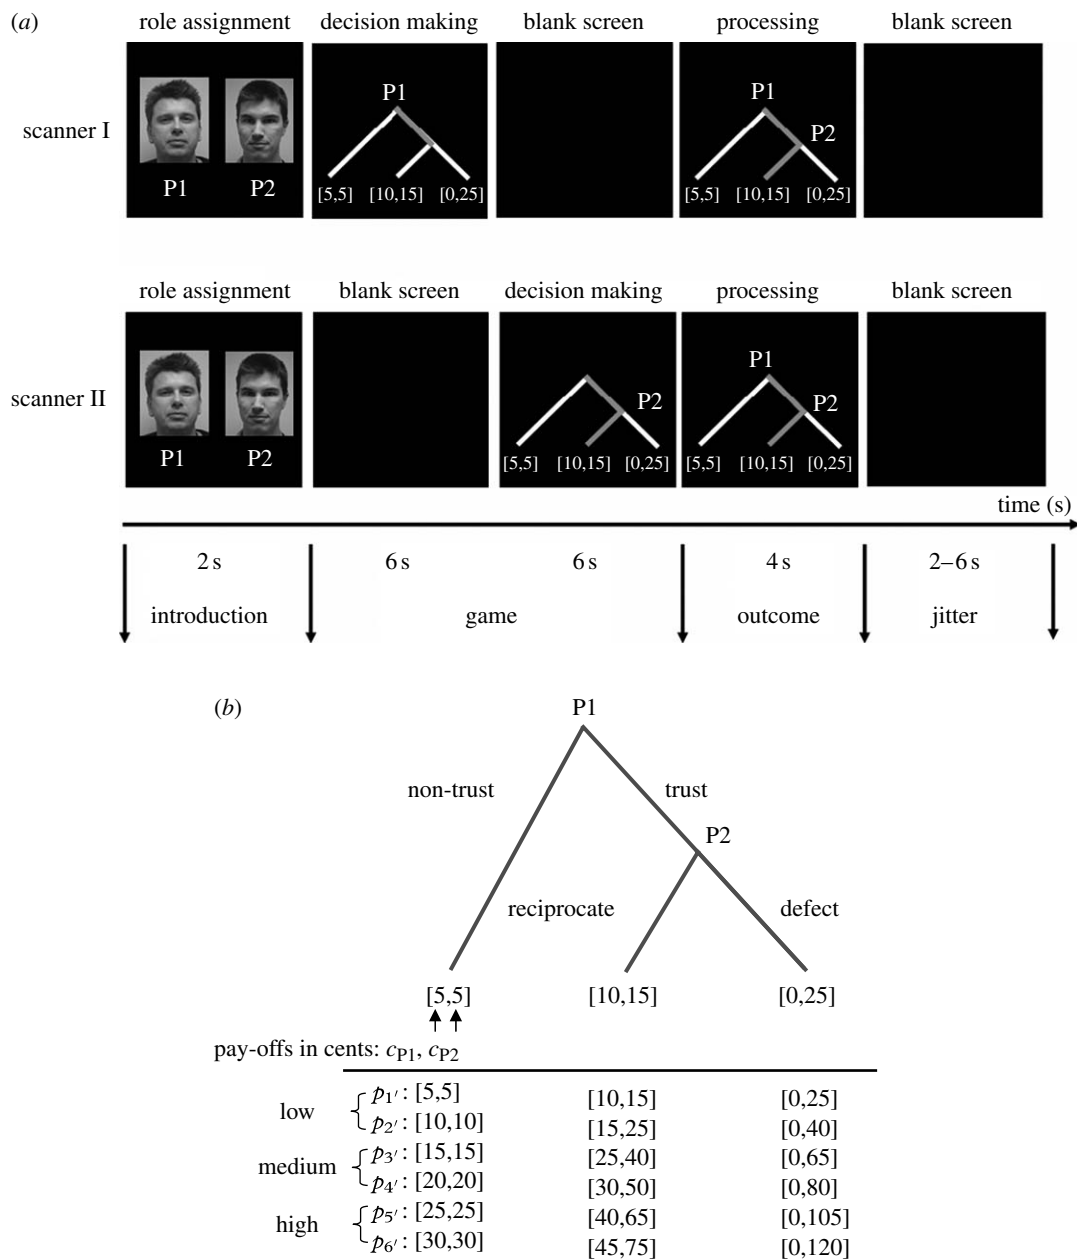 (a) role assignment decision making blank screen processing blank screen
scanner I
P1 P2
P1
[5,5] [10,15] [0,25]
P1
P2
[5,5] [10,15] [0,25]
role assignment blank screen decision making processing blank screen
scanner II
P1 P2
P2
[5,5] [10,15] [0,25]
P1
P2
[5,5] [10,15] [0,25]
time (s)
2 s 6 s 6 s 4 s 2–6 s
introduction game outcome jitter
(b)
P1
non-trust trust
P2
reciprocate defect
[5,5] [10,15] [0,25]
pay-offs in cents: cP1, cP2
low
p1′: [5,5] [10,15] [0,25]
p2′: [10,10] [15,25] [0,40]
medium
p3′: [15,15] [25,40] [0,65]
p4′: [20,20] [30,50] [0,80]
high
p5′: [25,25] [40,65] [0,105]
p6′: [30,30] [45,75] [0,120]